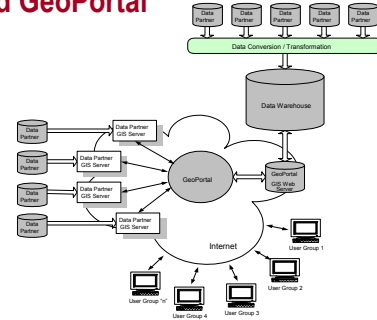 d GeoPortal
Data Partner
Data Partner
Data Partner
Data Partner
Data Partner
Data Conversion / Transformation
Data Warehouse
Data Partner
Data Partner
GIS Server
Data Partner
Data Partner
GIS Server
Data Partner
Data Partner
GIS Server
Data Partner
Data Partner
GIS Server
GeoPortal
GeoPortal
GIS Web
Server
Internet
User Group 1
User Group 2
User Group 3
User Group 4
User Group "n"